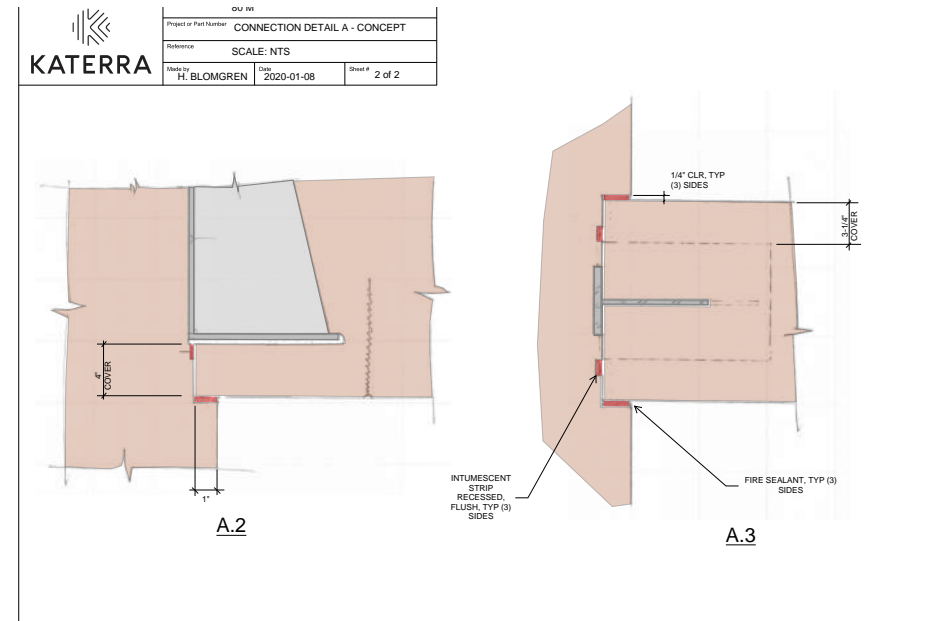 KATERRA
Project or Part Number CONNECTION DETAIL A - CONCEPT
Reference SCALE: NTS
Made by H. BLOMGREN Date 2020-01-08 Sheet # 2 of 2
1/4" CLR, TYP
(3) SIDES
3-1/4"
COVER
4"
COVER
1"
A.2
INTUMESCENT
STRIP
RECESSED,
FLUSH, TYP (3)
SIDES
FIRE SEALANT, TYP (3)
SIDES
A.3